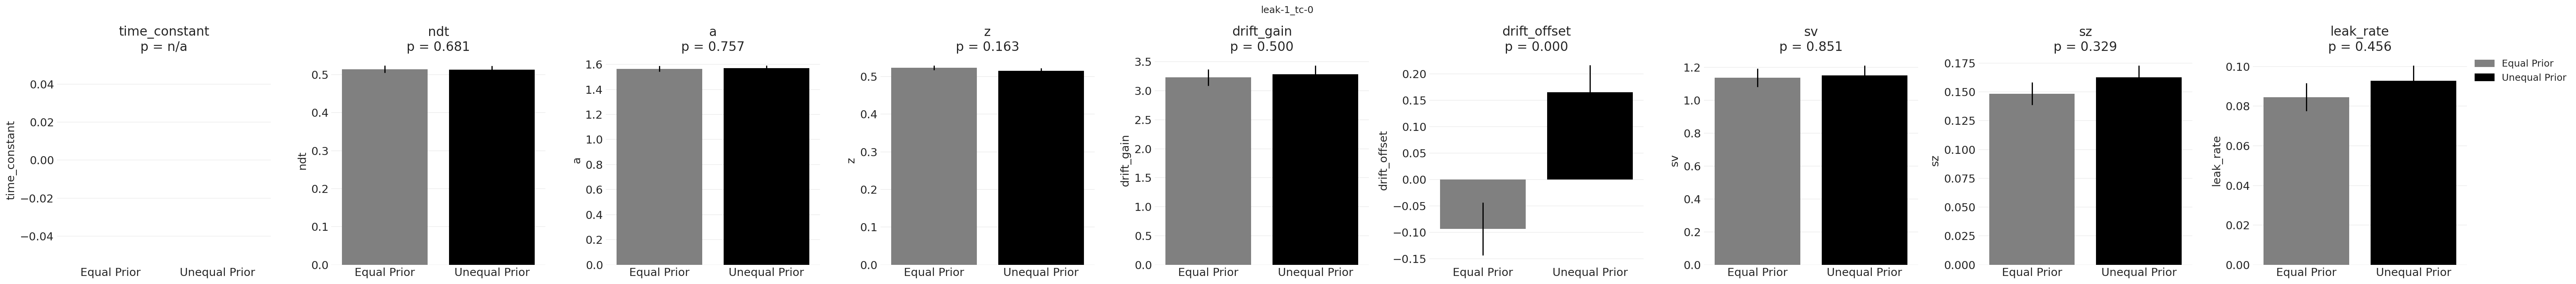 leak-1_tc-0
time_constant
p = n/a
0.04
0.02
0.00
−0.02
−0.04
time_constant
Equal Prior
Unequal Prior
ndt
p = 0.681
0.5
0.4
0.3
0.2
0.1
0.0
ndt
Equal Prior
Unequal Prior
a
p = 0.757
1.6
1.4
1.2
1.0
0.8
0.6
0.4
0.2
0.0
a
Equal Prior
Unequal Prior
z
p = 0.163
0.5
0.4
0.3
0.2
0.1
0.0
z
Equal Prior
Unequal Prior
drift_gain
p = 0.500
3.5
3.0
2.5
2.0
1.5
1.0
0.5
0.0
drift_gain
Equal Prior
Unequal Prior
drift_offset
p = 0.000
0.20
0.15
0.10
0.05
0.00
−0.05
−0.10
−0.15
drift_offset
Equal Prior
Unequal Prior
sv
p = 0.851
1.2
1.0
0.8
0.6
0.4
0.2
0.0
sv
Equal Prior
Unequal Prior
sz
p = 0.329
0.175
0.150
0.125
0.100
0.075
0.050
0.025
0.000
sz
Equal Prior
Unequal Prior
leak_rate
p = 0.456
0.10
0.08
0.06
0.04
0.02
0.00
leak_rate
Equal Prior
Unequal Prior
Equal Prior
Unequal Prior